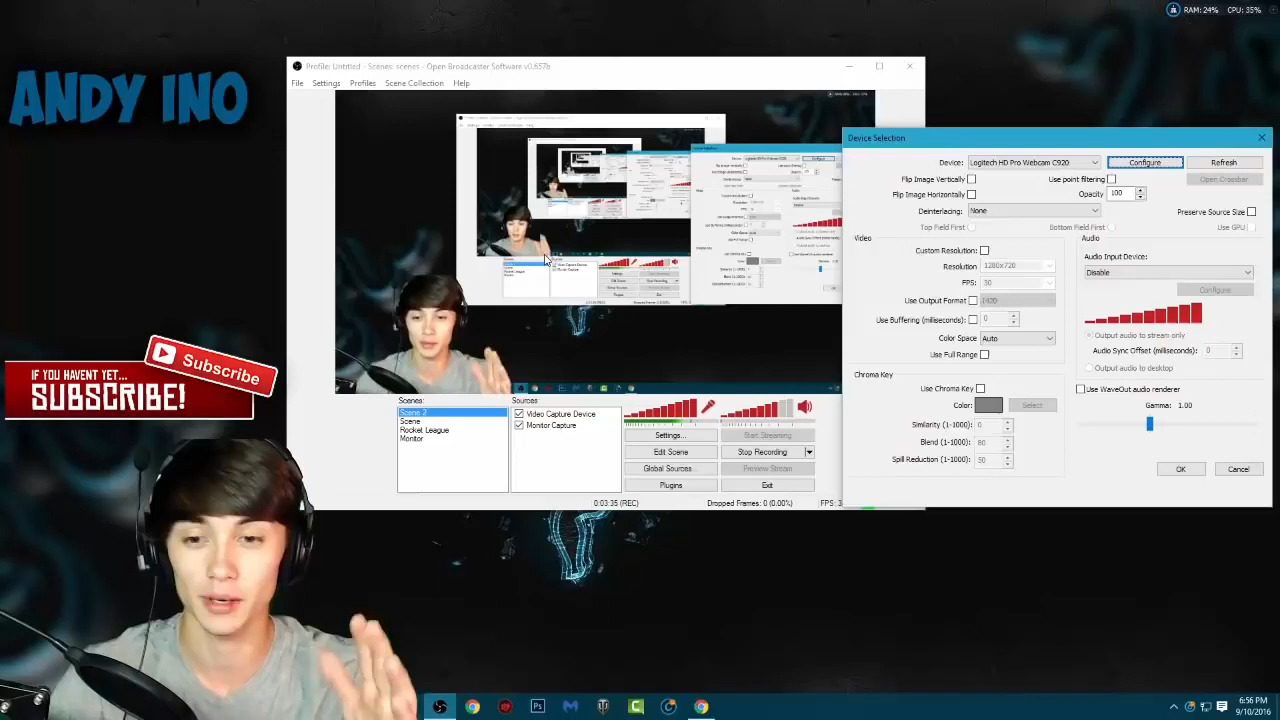 RAM: 24% CPU: 35%
ANDY INO
Profile: Untitled - Scenes: scenes - Open Broadcaster Software v0.657b
File Settings Profiles Scene Collection Help
Device Selection
Device: Logitech HD Pro Webcam C920 Configure
Flip Image Vertically Use point filtering Open Crossbar
Flip Image Horizontally Opacity 100
Deinterlacing None
Top Field First Bottom Field First
Video
Custom Resolution
Resolution 1280x720
FPS: 30
Use Output Format I420
Use Buffering (miliseconds) 0
Color Space Auto
Use Full Range
Audio
Audio Input Device:
Disable
Configure
Output audio to stream only
Audio Sync Offset (miliseconds): 0
Output audio to desktop
Use WaveOut audio renderer
Gamma: 1.00
Chroma Key
Use Chroma Key
Color: Select
Similarity (1-1000): 0
Blend (1-1000): 80
Spill Reduction (1-1000): 50
OK Cancel
IF YOU HAVENT YET...
SUBSCRIBE!
Subscribe
Scenes:
Scene 2
Scene
Rocket League
Monitor
Sources:
Video Capture Device
Monitor Capture
Settings... Start Streaming
Edit Scene Stop Recording
Global Sources... Preview Stream
Plugins Exit
0:03:35 (REC) Dropped Frames: 0 (0.00%) FPS: 3
6:56 PM
9/10/2016